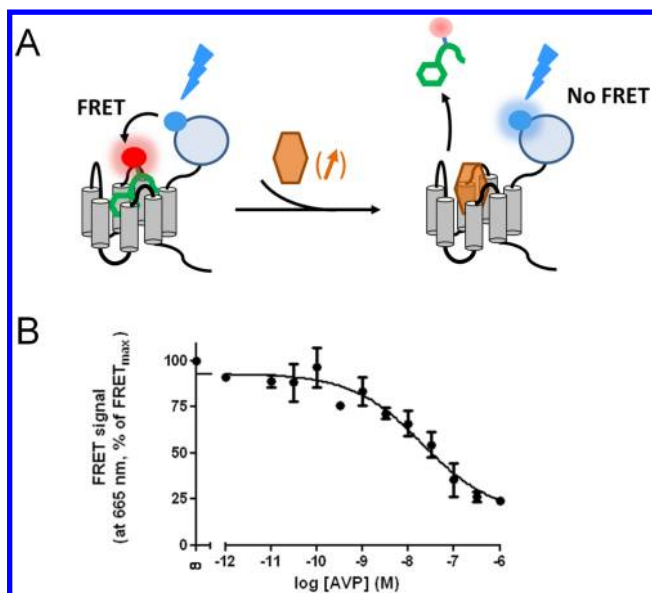 A
FRET
No FRET
( )
B
FRET signal
(at 665 nm, % of FRETmax)
100
75
50
25
0
8
-12
-11
-10
-9
-8
-7
-6
log [AVP] (M)